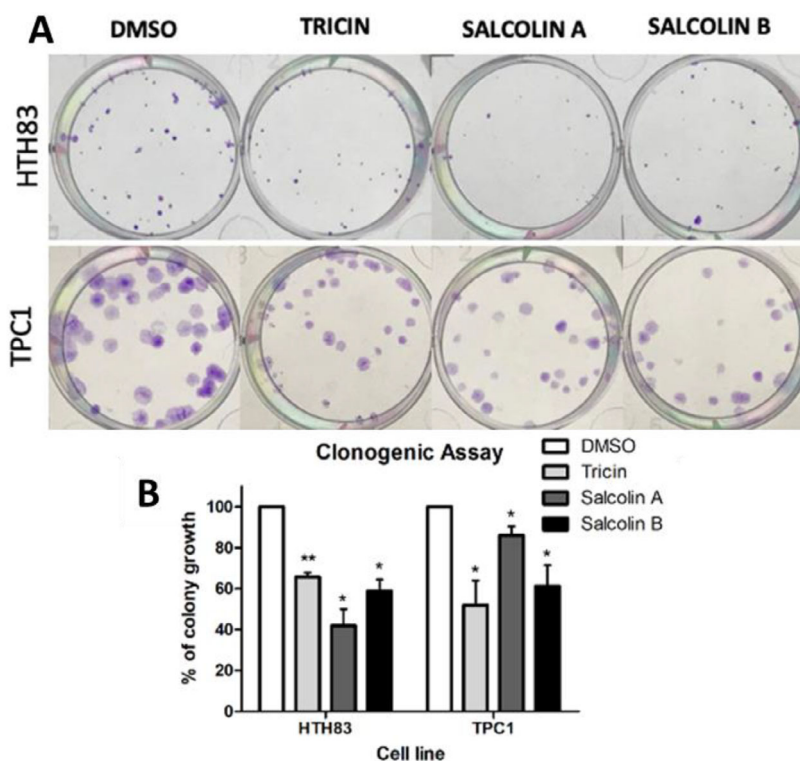 A
DMSO TRICIN SALCOLIN A SALCOLIN B
HTH83
TPC1
B
Clonogenic Assay
DMSO
Tricin
Salcolin A
Salcolin B
% of colony growth
100
80
60
40
20
0
** * *
* * *
HTH83 TPC1
Cell line